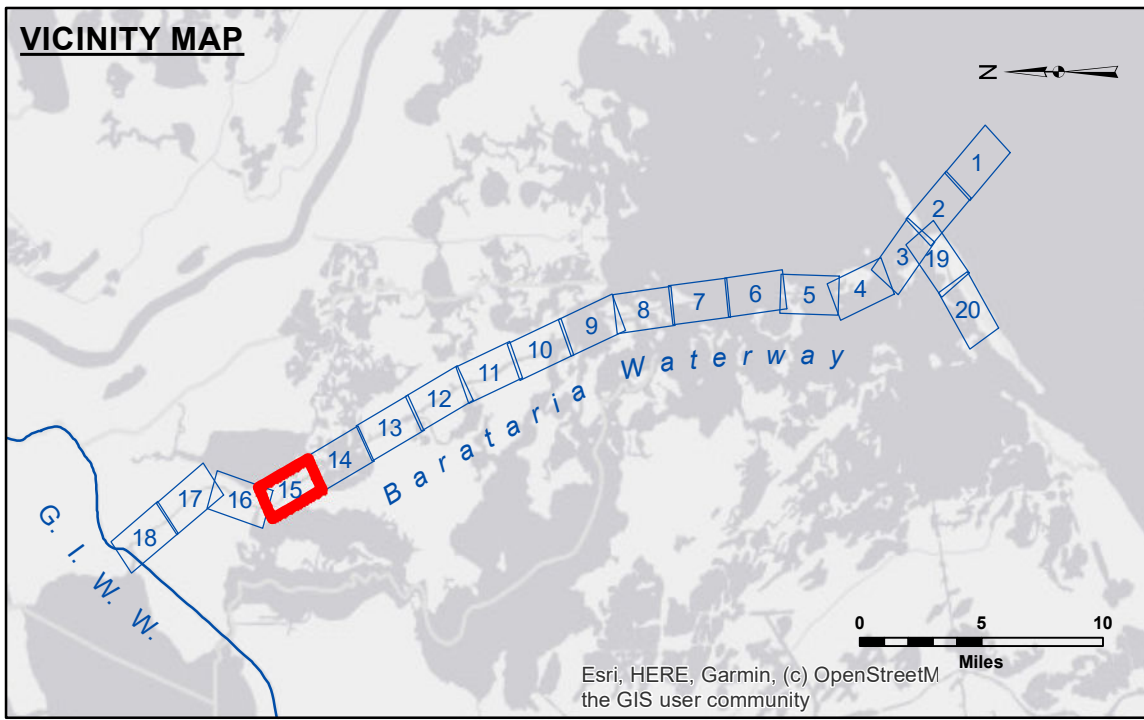 VICINITY MAP
N
1
2
3
19
20
4
5
6
7
8
9
10
11
12
13
14
15
16
17
18
Barataria Waterway
G. I. W. W.
0 5 10
Miles
Esri, HERE, Garmin, (c) OpenStreetM
the GIS user community